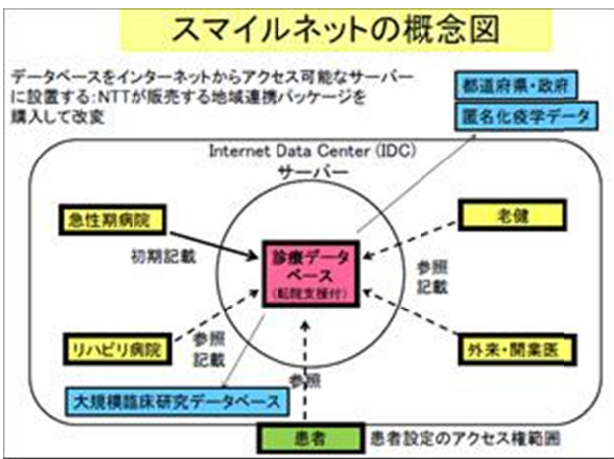 スマイルネットの概念図
データベースをインターネットからアクセス可能なサーバー
に設置する:NTTが販売する地域連携パッケージを
購入して改変
都道府県・政府
匿名化疫学データ
Internet Data Center (IDC)
サーバー
急性期病院
老健
初期記載
診療データ
ベース
(転院支援付)
参照
記載
リハビリ病院
参照
記載
外来・開業医
大規模臨床研究データベース
参照
患者
患者設定のアクセス権範囲